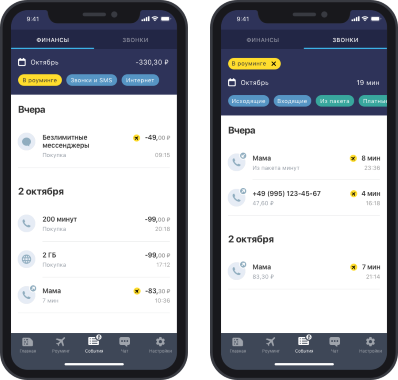 9:41
ФИНАНСЫ
ЗВОНКИ
Октябрь
-330,30 ₽
В роуминге
Звонки и SMS
Интернет
Вчера
Безлимитные мессенджеры
-49,00 ₽
Покупка
09:15
2 октября
200 минут
-99,00 ₽
Покупка
20:18
2 ГБ
-99,00 ₽
Покупка
17:12
Мама
-83,30 ₽
7 мин
10:36
Главная
Роуминг
События
Чат
Настройки
9:41
ФИНАНСЫ
ЗВОНКИ
В роуминге
Октябрь
19 мин
Исходящие
Входящие
Из пакета
Платные
Вчера
Мама
8 мин
Из пакета минут
23:36
+49 (995) 123-45-67
4 мин
47,60 ₽
16:18
2 октября
Мама
7 мин
83,30 ₽
21:14
Главная
Роуминг
События
Чат
Настройки